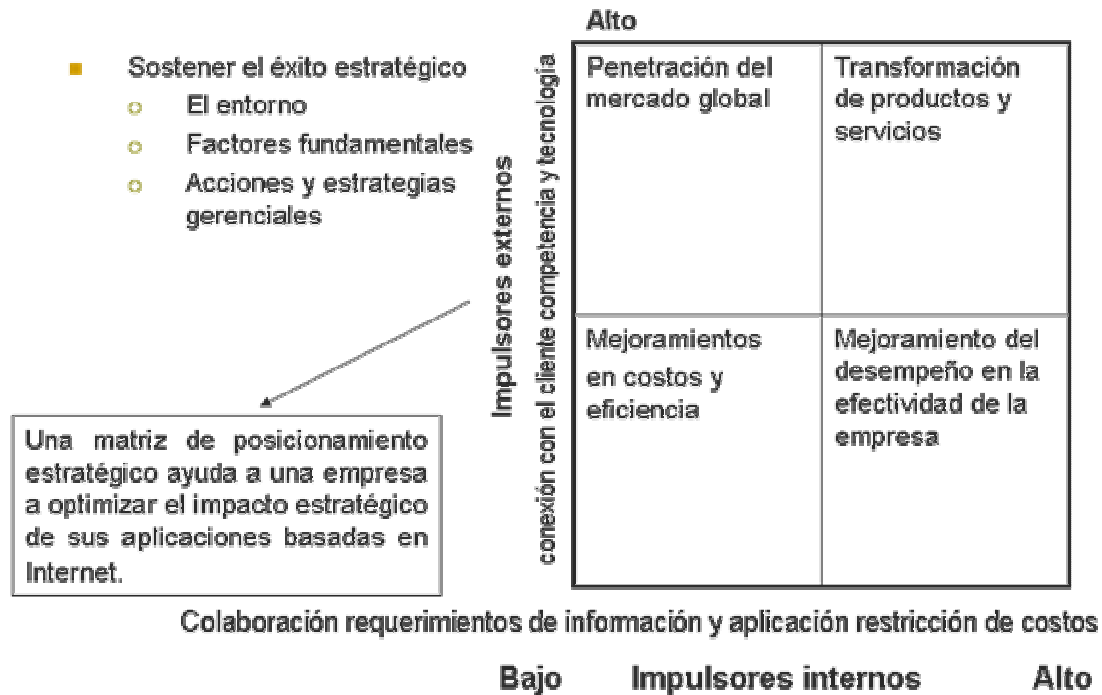 Sostener el éxito estratégico
El entorno
Factores fundamentales
Acciones y estrategias
gerenciales
Una matriz de posicionamiento
estratégico ayuda a una empresa
a optimizar el impacto estratégico
de sus aplicaciones basadas en
Internet.
Impulsores externos
conexión con el cliente competencia y tecnología
Alto
Penetración del
mercado global
Transformación
de productos y
servicios
Mejoramientos
en costos y
eficiencia
Mejoramiento del
desempeño en la
efectividad de la
empresa
Colaboración requerimientos de información y aplicación restricción de costos
Bajo Impulsores internos Alto